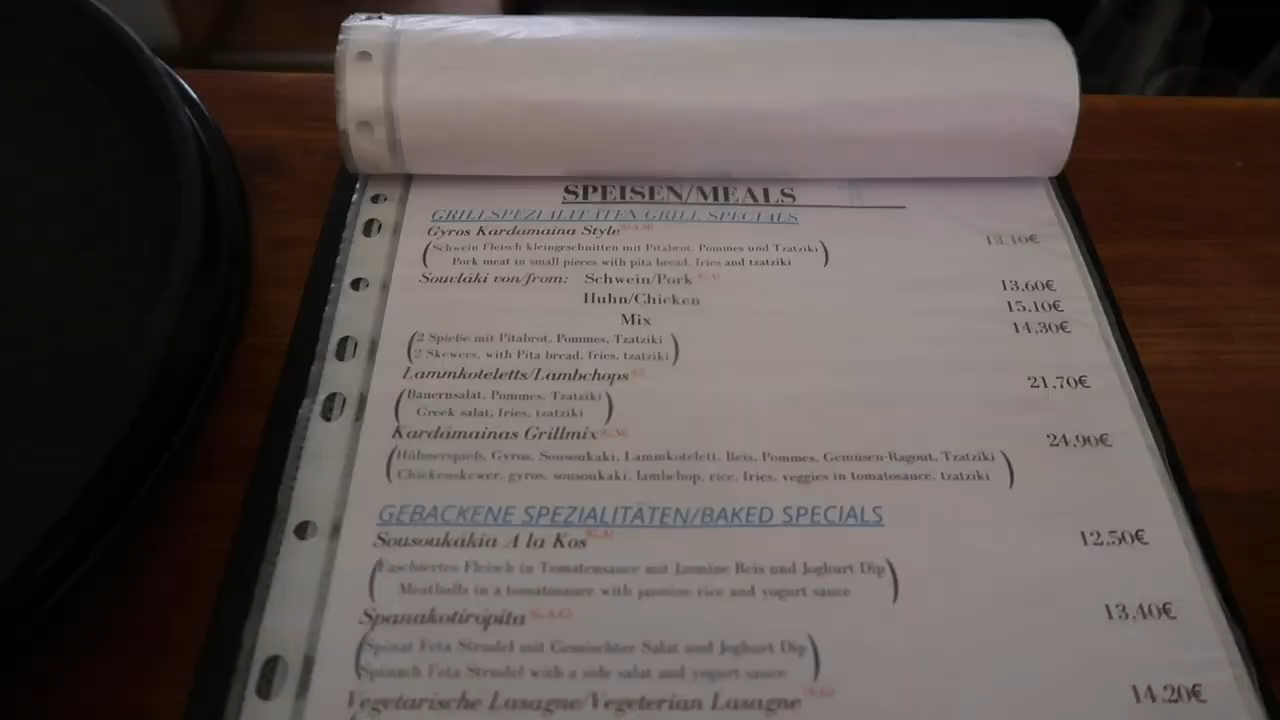 SPEISEN/MEALS
GRILLSPEZIALITÄTEN GRILL SPECIALS
Gyros Kardamaina Style 13,10€
(Schwein Fleisch kleingeschnitten mit Pitabrot, Pommes und Tzatziki
Pork meat in small pieces with pita bread, fries and tzatziki)
Souvláki von/from: Schwein/Pork 13,60€
Huhn/Chicken 15,10€
Mix 14,30€
(2 Spieße mit Pitabrot, Pommes, Tzatziki
2 Skewers, with Pita bread, fries, tzatziki)
Lammkoteletts/Lambchops 21,70€
(Bauernsalat, Pommes, Tzatziki
Greek salat, fries, tzatziki)
Kardámainas Grillmix 24,90€
(Hühnerspieß, Gyros, Sousoukaki, Lammkotelett, Reis, Pommes, Gemüsen-Ragout, Tzatziki
Chickenskewer, gyros, sousoukaki, lambchop, rice, fries, veggies in tomatosauce, tzatziki)
GEBACKENE SPEZIALITÄTEN/BAKED SPECIALS
Sousoukákia A la Kos 12,50€
(Faschiertes Fleisch in Tomatensauce mit Jasmine Reis und Joghurt Dip
Meatballs in a tomatosauce with jasmine rice and yogurt sauce)
Spanakotirópita 13,40€
(Spinat Feta Strudel mit Gemischter Salat und Joghurt Dip
Spinach Feta Strudel with a side salat and yogurt sauce)
Vegetarische Lasagne/Vegeterian Lasagne 14,20€